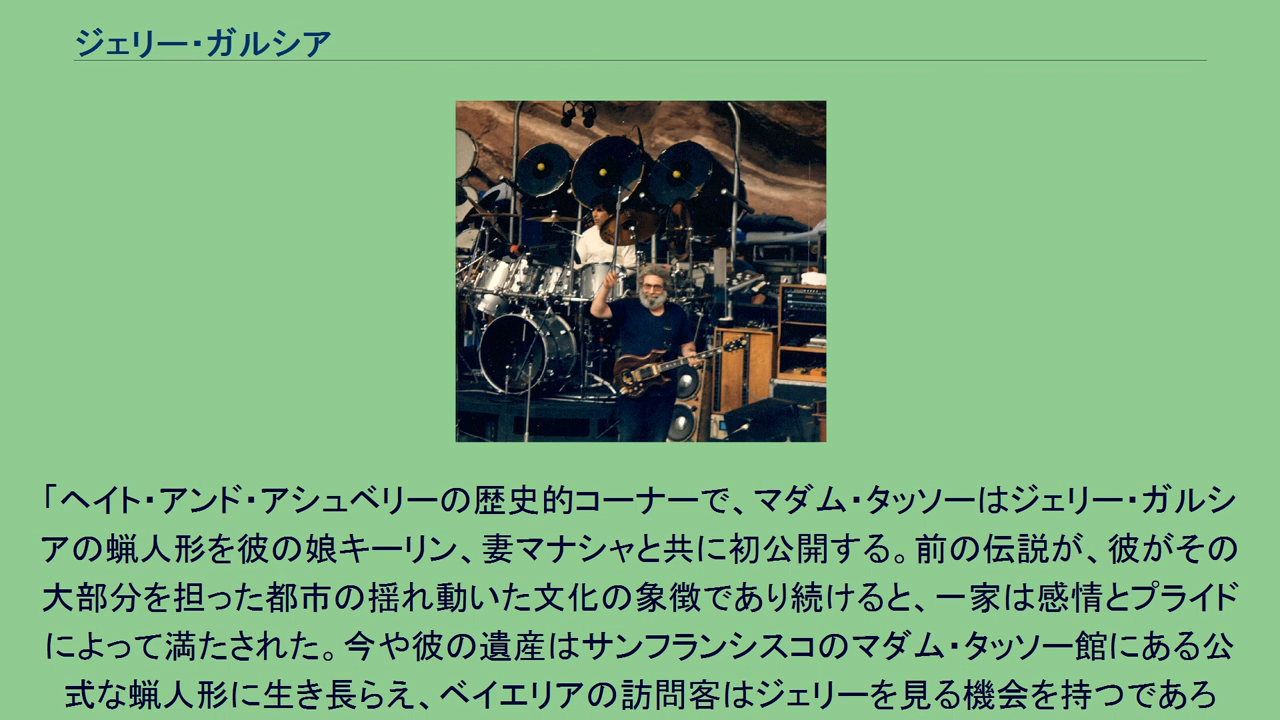 ジェリー・ガルシア
「ヘイト・アンド・アシュベリーの歴史的コーナーで、マダム・タッソーはジェリー・ガルシ
アの蝋人形を彼の娘キーリン、妻マナシャと共に初公開する。前の伝説が、彼がその
大部分を担った都市の揺れ動いた文化の象徴であり続けると、一家は感情とプライド
によって満たされた。今や彼の遺産はサンフランシスコのマダム・タッソー館にある公
式な蝋人形に生き長らえ、ベイエリアの訪問客はジェリーを見る機会を持つであろ